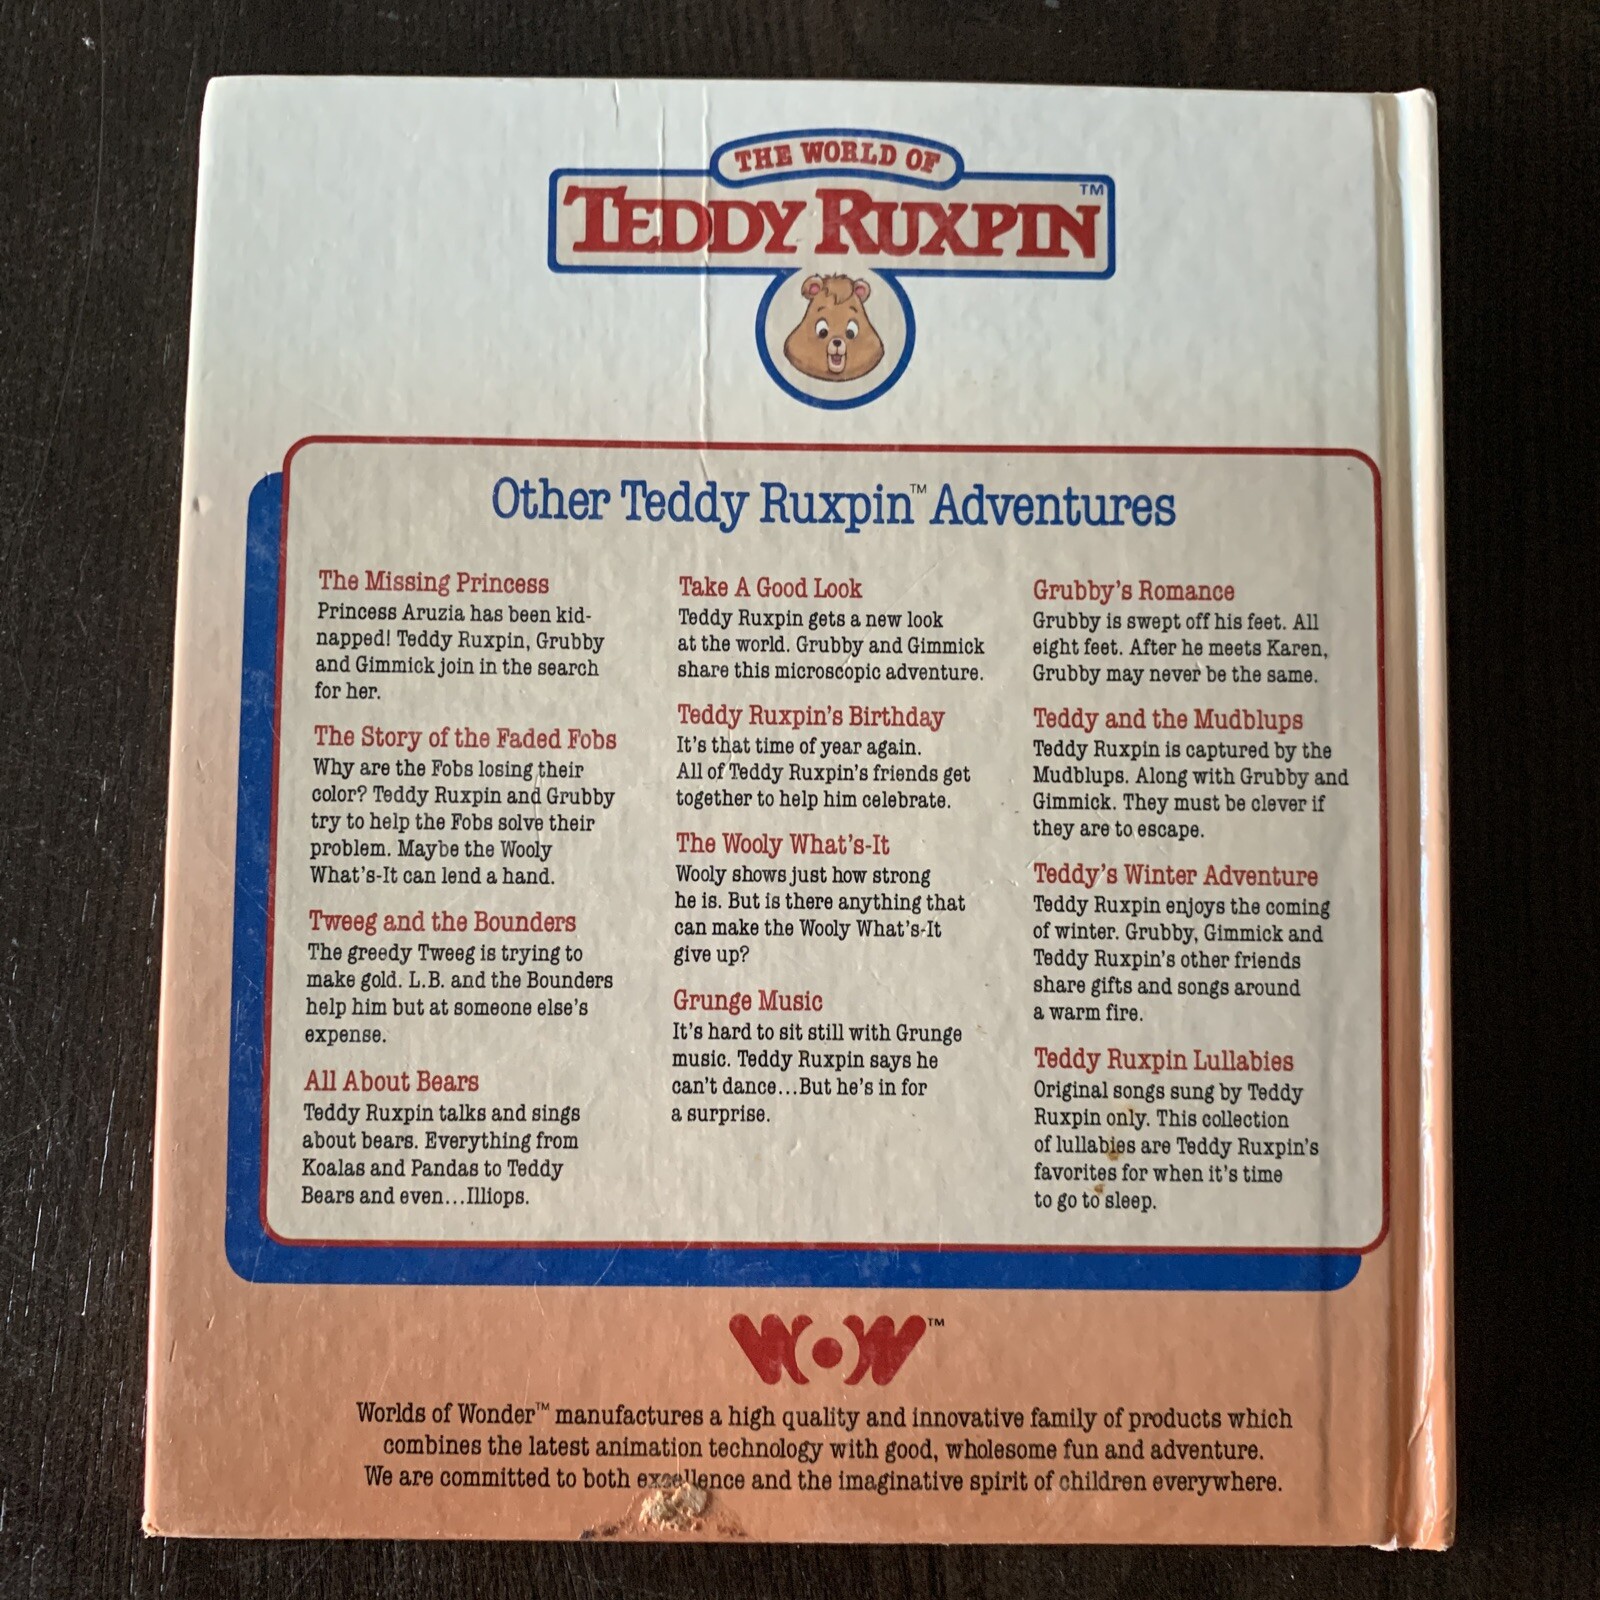 THE WORLD OF
TEDDY RUXPIN™
Other Teddy Ruxpin™ Adventures
The Missing Princess
Princess Aruzia has been kid-
napped! Teddy Ruxpin, Grubby
and Gimmick join in the search
for her.
The Story of the Faded Fobs
Why are the Fobs losing their
color? Teddy Ruxpin and Grubby
try to help the Fobs solve their
problem. Maybe the Wooly
What's-It can lend a hand.
Tweeg and the Bounders
The greedy Tweeg is trying to
make gold. L.B. and the Bounders
help him but at someone else's
expense.
All About Bears
Teddy Ruxpin talks and sings
about bears. Everything from
Koalas and Pandas to Teddy
Bears and even...Illiops.
Take A Good Look
Teddy Ruxpin gets a new look
at the world. Grubby and Gimmick
share this microscopic adventure.
Teddy Ruxpin's Birthday
It's that time of year again.
All of Teddy Ruxpin's friends get
together to help him celebrate.
The Wooly What's-It
Wooly shows just how strong
he is. But is there anything that
can make the Wooly What's-It
give up?
Grunge Music
It's hard to sit still with Grunge
music. Teddy Ruxpin says he
can't dance...But he's in for
a surprise.
Grubby's Romance
Grubby is swept off his feet. All
eight feet. After he meets Karen,
Grubby may never be the same.
Teddy and the Mudblups
Teddy Ruxpin is captured by the
Mudblups. Along with Grubby and
Gimmick. They must be clever if
they are to escape.
Teddy's Winter Adventure
Teddy Ruxpin enjoys the coming
of winter. Grubby, Gimmick and
Teddy Ruxpin's other friends
share gifts and songs around
a warm fire.
Teddy Ruxpin Lullabies
Original songs sung by Teddy
Ruxpin only. This collection
of lullabies are Teddy Ruxpin's
favorites for when it's time
to go to sleep.
WOW™
Worlds of Wonder™ manufactures a high quality and innovative family of products which
combines the latest animation technology with good, wholesome fun and adventure.
We are committed to both excellence and the imaginative spirit of children everywhere.